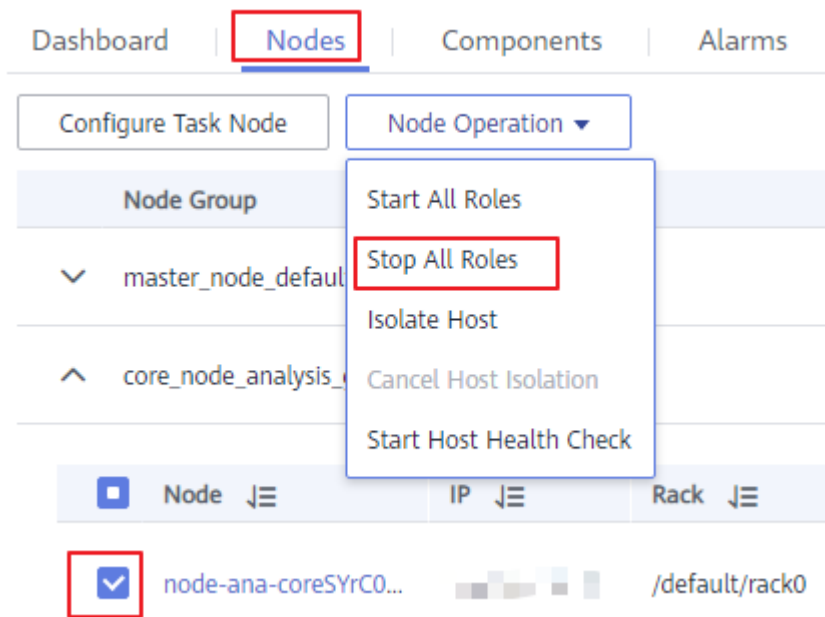 Dashboard Nodes Components Alarms
Configure Task Node Node Operation
Node Group
Start All Roles
Stop All Roles
master_node_defaul
Isolate Host
core_node_analysis_
Cancel Host Isolation
Start Host Health Check
Node IP Rack
node-ana-coreSYrC0... /default/rack0